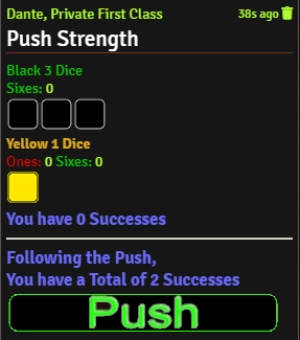 Dante, Private First Class 38s ago
Push Strength
Black 3 Dice
Sixes: 0
Yellow 1 Dice
Ones: 0 Sixes: 0
You have 0 Successes
Following the Push,
You have a Total of 2 Successes
Push